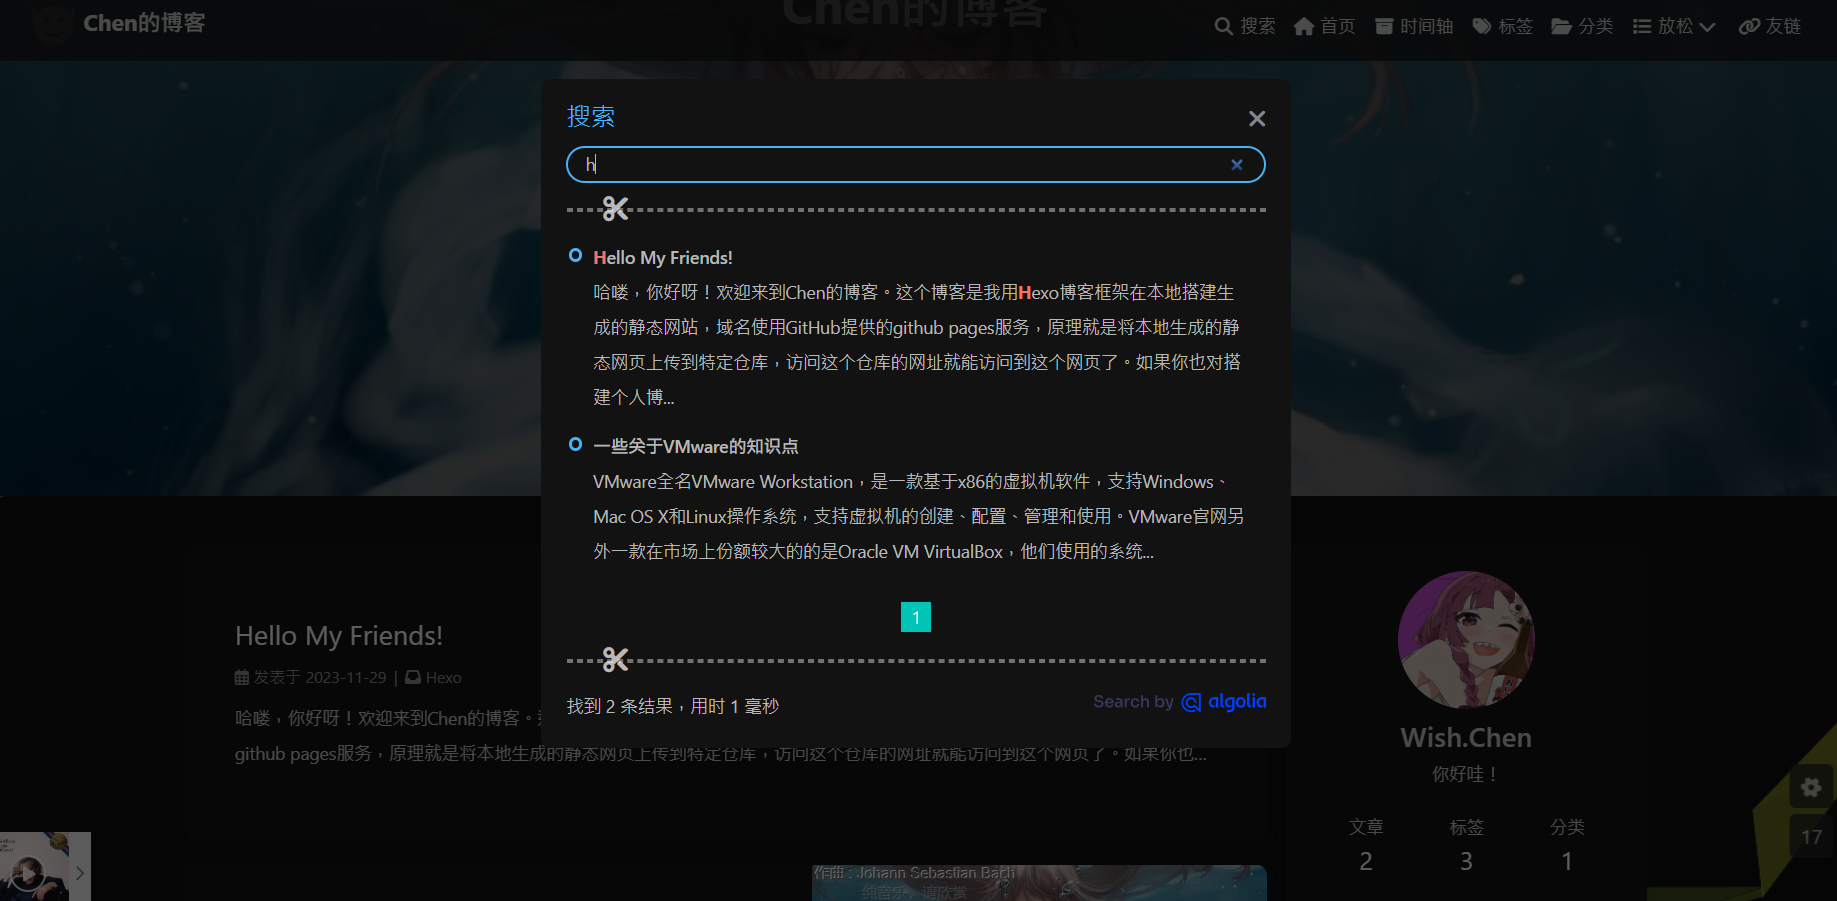 Chen的博客
Chen的博客
搜索
首页
时间轴
标签
分类
放松
友链
搜索
h
Hello My Friends!
哈喽，你好呀！欢迎来到Chen的博客。这个博客是我用Hexo博客框架在本地搭建生
成的静态网站，域名使用GitHub提供的github pages服务，原理就是将本地生成的静
态网页上传到特定仓库，访问这个仓库的网址就能访问到这个网页了。如果你也对搭
建个人博...
一些关于VMware的知识点
VMware全名VMware Workstation，是一款基于x86的虚拟机软件，支持Windows、
Mac OS X和Linux操作系统，支持虚拟机的创建、配置、管理和使用。VMware官网另
外一款在市场上份额较大的的是Oracle VM VirtualBox，他们使用的系统...
1
找到 2 条结果，用时 1 毫秒
Search by algolia
Hello My Friends!
发表于 2023-11-29 | Hexo
哈喽，你好呀！欢迎来到Chen的博客。
github pages服务，原理就是将本地生成的静态网页上传到特定仓库，访问这个仓库的网址就能访问到这个网页了。如果你也...
Wish.Chen
你好哇！
文章
标签
分类
2
3
1
17
作曲 : Johann Sebastian Bach
纯音乐，请欣赏